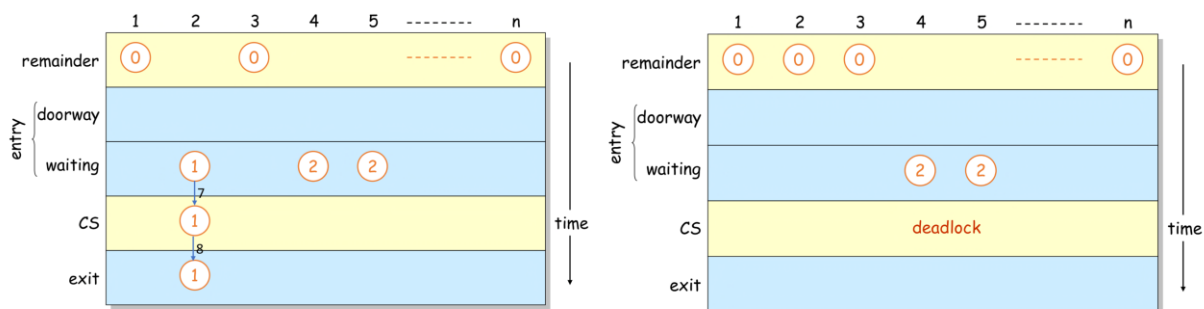 1 2 3 4 5 n
remainder 0 0 0
entry
doorway
waiting 1 2 2
7
CS 1
time
8
exit 1
1 2 3 4 5 n
remainder 0 0 0 0
entry
doorway
waiting 2 2
CS deadlock
time
exit